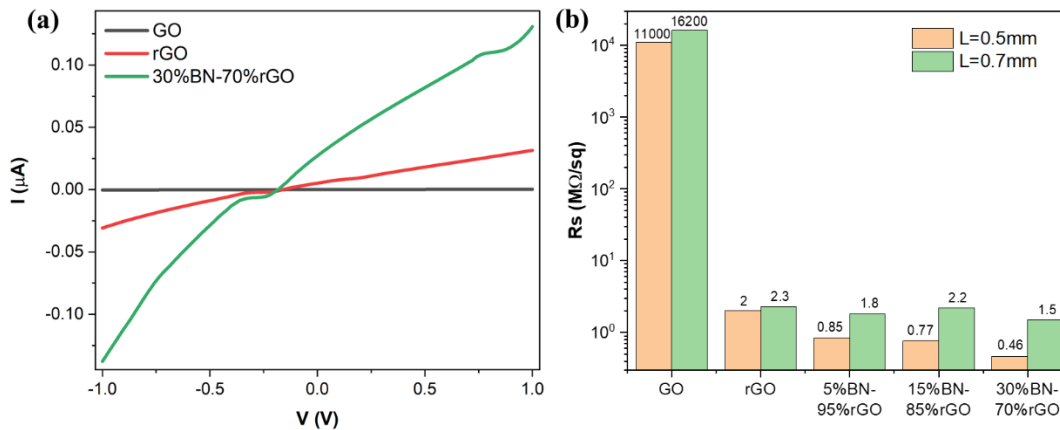 (a)
GO
rGO
30%BN-70%rGO
0.10
0.05
0.00
-0.05
-0.10
I (μA)
-1.0
-0.5
0.0
0.5
1.0
V (V)
(b)
L=0.5mm
L=0.7mm
10⁴
10³
10²
10¹
10⁰
Rs (MΩ/sq)
11000
16200
2
2.3
0.85
1.8
0.77
2.2
0.46
1.5
GO
rGO
5%BN-
95%rGO
15%BN-
85%rGO
30%BN-
70%rGO